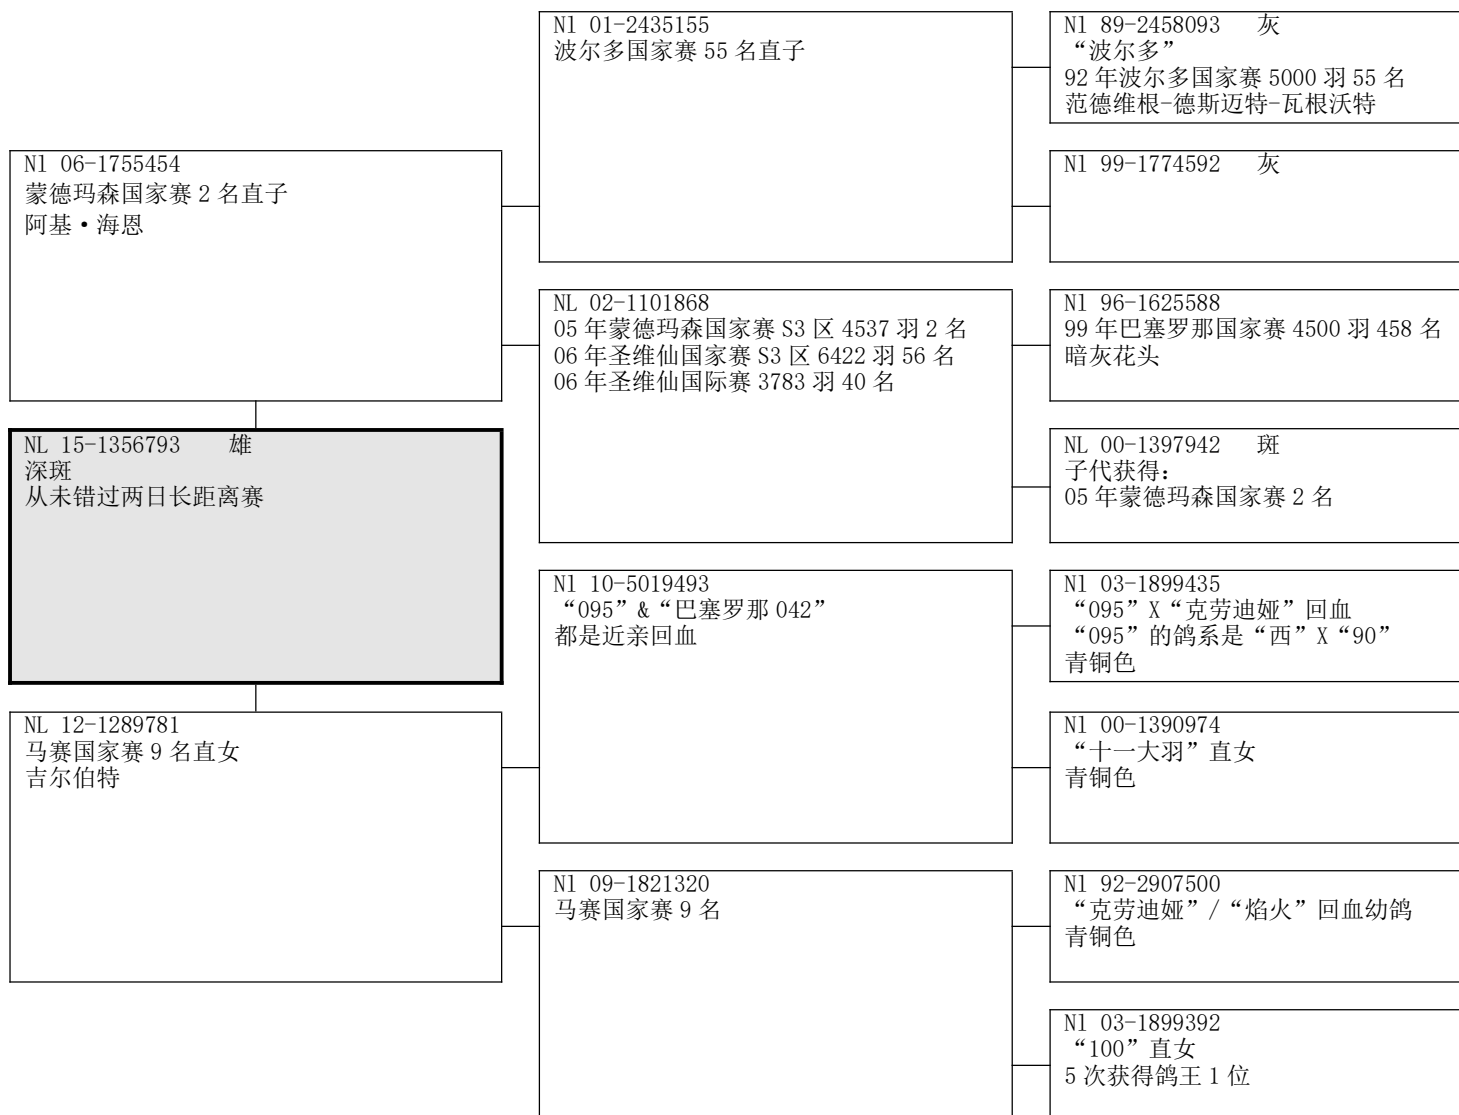 Nl 01-2435155
波尔多国家赛 55 名直子
Nl 89-2458093 灰
“波尔多”
92 年波尔多国家赛 5000 羽 55 名
范德维根-德斯迈特-瓦根沃特
Nl 06-1755454
蒙德玛森国家赛 2 名直子
阿基·海恩
Nl 99-1774592 灰
NL 02-1101868
05 年蒙德玛森国家赛 S3 区 4537 羽 2 名
06 年圣维仙国家赛 S3 区 6422 羽 56 名
06 年圣维仙国际赛 3783 羽 40 名
Nl 96-1625588
99 年巴塞罗那国家赛 4500 羽 458 名
暗灰花头
NL 15-1356793 雄
深斑
从未错过两日长距离赛
NL 00-1397942 斑
子代获得：
05 年蒙德玛森国家赛 2 名
Nl 10-5019493
“095”&“巴塞罗那 042”
都是近亲回血
Nl 03-1899435
“095”X“克劳迪娅”回血
“095”的鸽系是“西”X“90”
青铜色
NL 12-1289781
马赛国家赛 9 名直女
吉尔伯特
Nl 00-1390974
“十一大羽”直女
青铜色
Nl 09-1821320
马赛国家赛 9 名
Nl 92-2907500
“克劳迪娅”/“焰火”回血幼鸽
青铜色
Nl 03-1899392
“100”直女
5 次获得鸽王 1 位